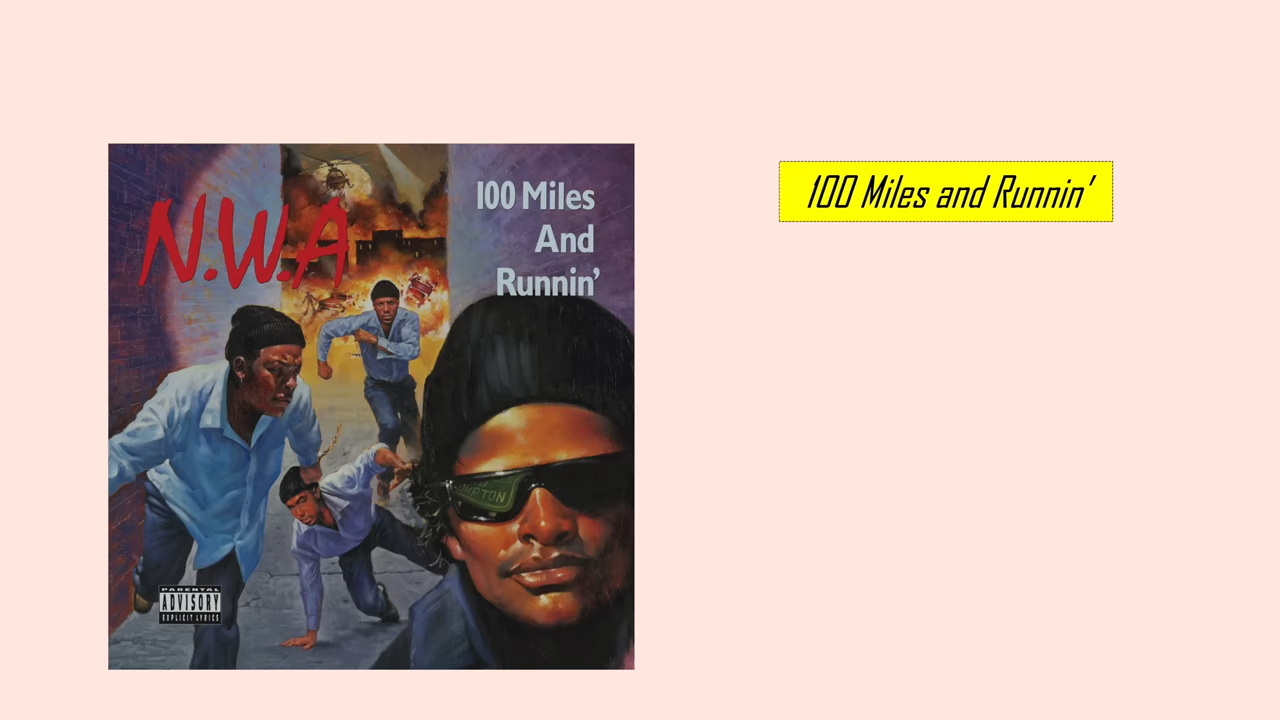 N.W.A
100 Miles
And
Runnin'
PARENTAL
ADVISORY
EXPLICIT LYRICS
100 Miles and Runnin'